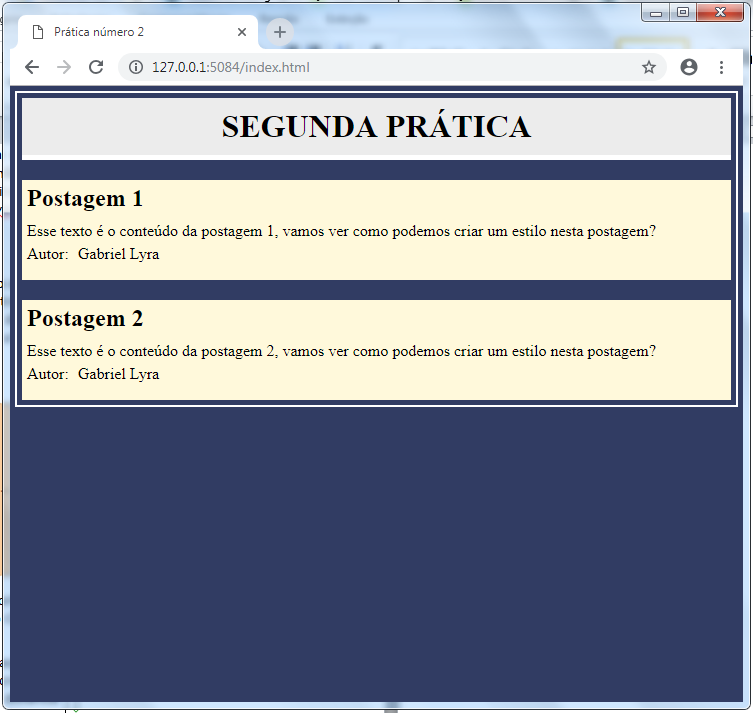 Prática número 2
127.0.0.1:5084/index.html
SEGUNDA PRÁTICA
Postagem 1
Esse texto é o conteúdo da postagem 1, vamos ver como podemos criar um estilo nesta postagem?
Autor: Gabriel Lyra
Postagem 2
Esse texto é o conteúdo da postagem 2, vamos ver como podemos criar um estilo nesta postagem?
Autor: Gabriel Lyra